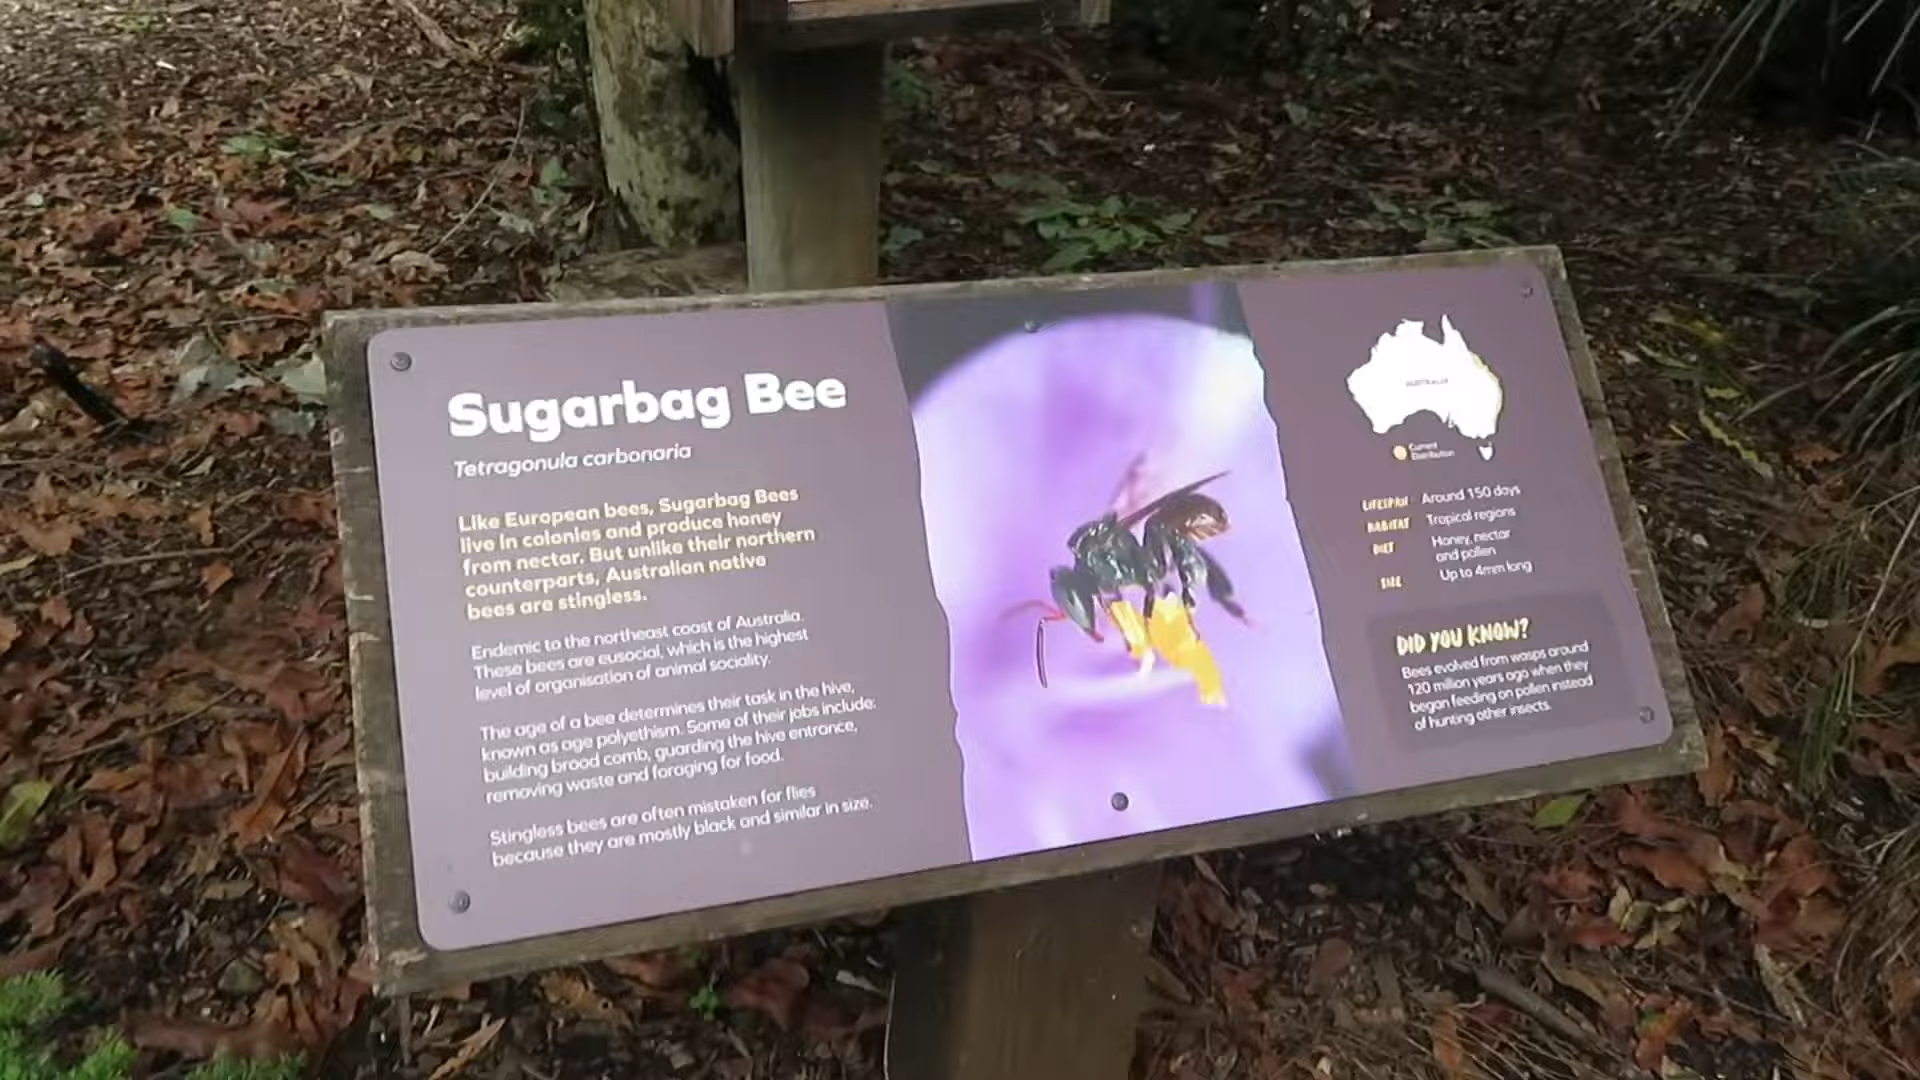 Sugarbag Bee
Tetragonula carbonaria
Like European bees, Sugarbag Bees
live in colonies and produce honey
from nectar. But unlike their northern
counterparts, Australian native
bees are stingless.
Endemic to the northeast coast of Australia.
These bees are eusocial, which is the highest
level of organisation of animal sociality.
The age of a bee determines their task in the hive,
known as age polyethism. Some of their jobs include:
building brood comb, guarding the hive entrance,
removing waste and foraging for food.
Stingless bees are often mistaken for flies
because they are mostly black and similar in size.
AUSTRALIA
Current
Distribution
LIFESPAN Around 150 days
HABITAT Tropical regions
DIET Honey, nectar
and pollen
SIZE Up to 4mm long
DID YOU KNOW?
Bees evolved from wasps around
120 million years ago when they
began feeding on pollen instead
of hunting other insects.